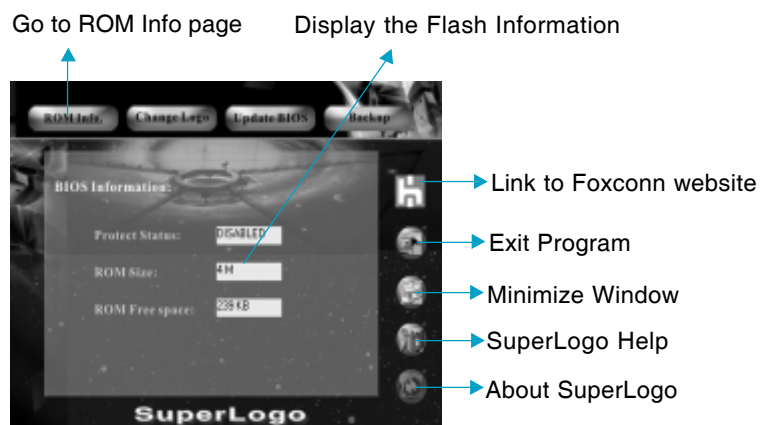 Go to ROM Info page
Display the Flash Information
ROM Info.
Change Logo
Update BIOS
Backup
BIOS Information:
Protect Status:
DISABLED
ROM Size:
4 M
ROM Free space:
239 KB
Link to Foxconn website
Exit Program
Minimize Window
SuperLogo Help
About SuperLogo
SuperLogo